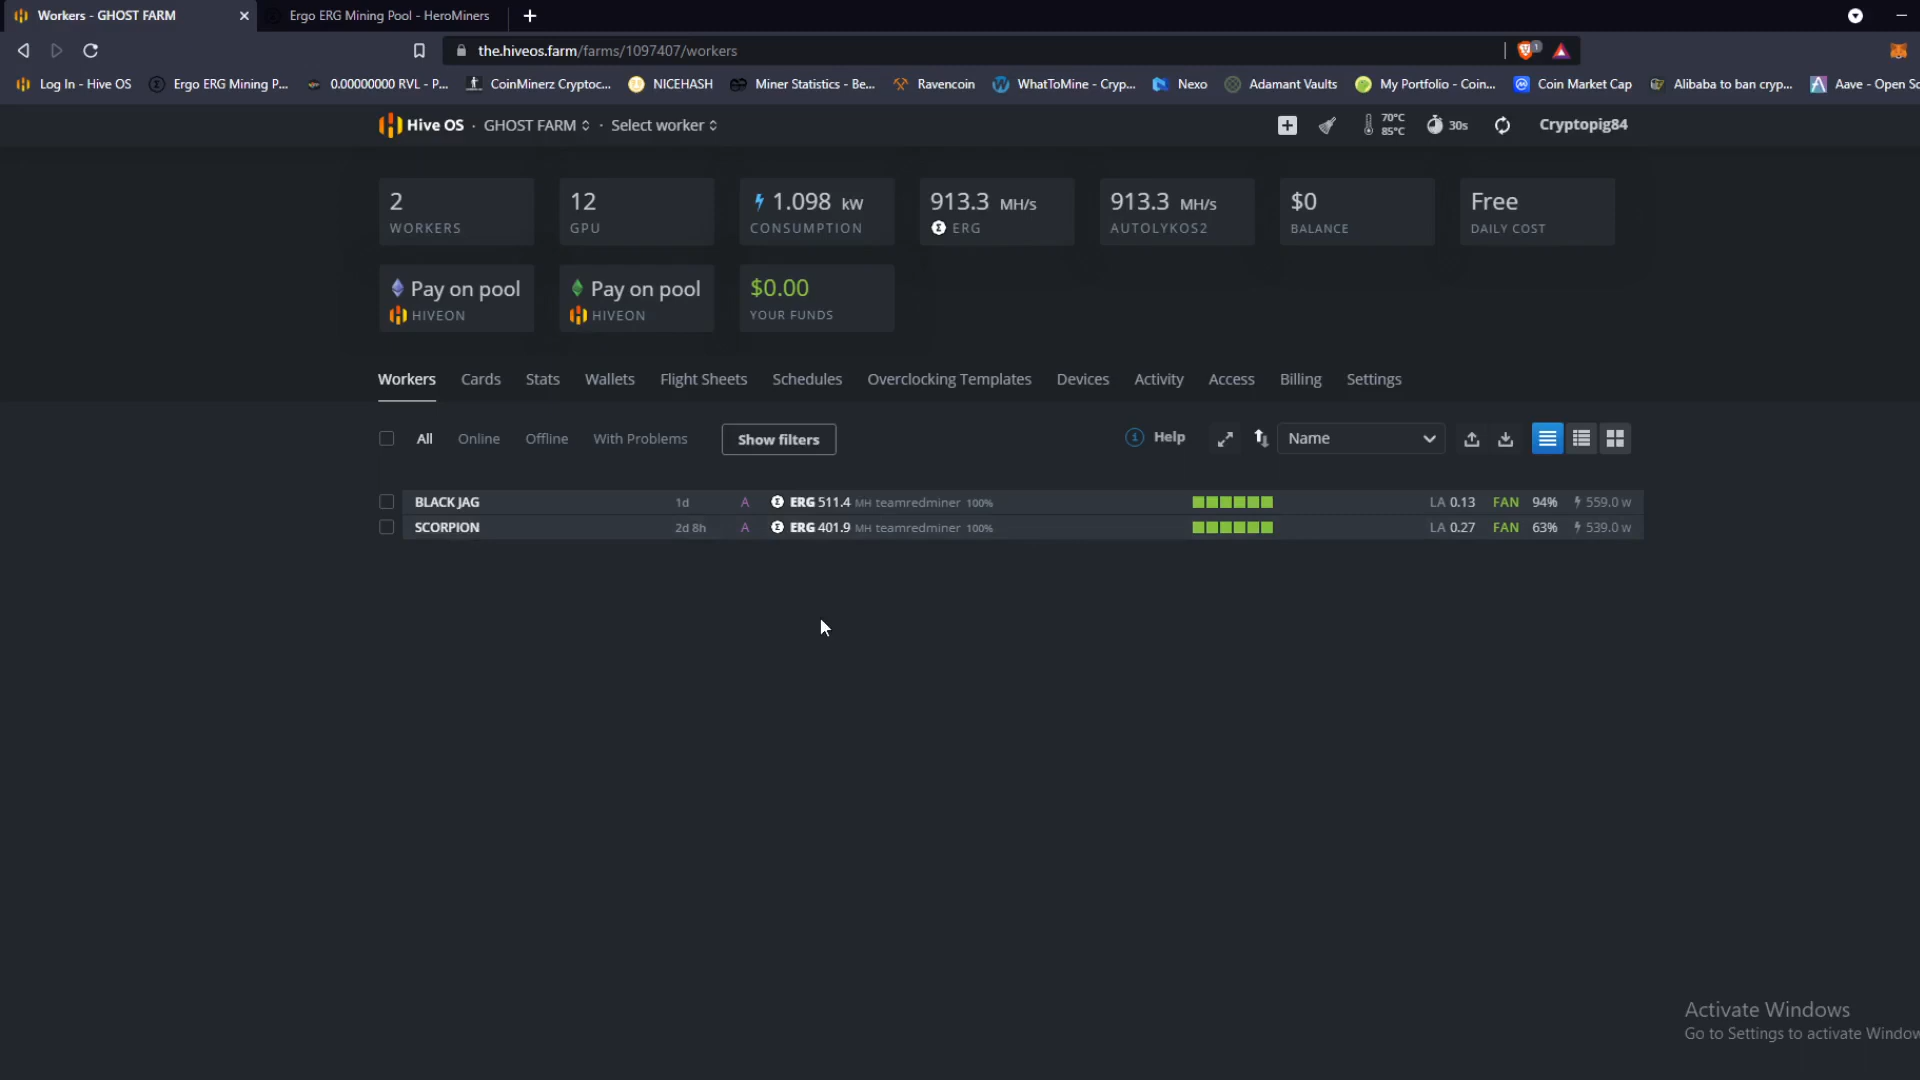 Workers - GHOST FARM
Ergo ERG Mining Pool - HeroMiners
the.hiveos.farm/farms/1097407/workers
1
Log In - Hive OS
Ergo ERG Mining P...
0.00000000 RVL - P...
CoinMinerz Cryptoc...
NICEHASH
Miner Statistics - Be...
Ravencoin
WhatToMine - Cryp...
Nexo
Adamant Vaults
My Portfolio - Coin...
Coin Market Cap
Alibaba to ban cryp...
Aave - Open So
Hive OS · GHOST FARM · Select worker
70°C
85°C
30s
Cryptopig84
2
WORKERS
12
GPU
1.098 kW
CONSUMPTION
913.3 MH/s
ERG
913.3 MH/s
AUTOLYKOS2
$0
BALANCE
Free
DAILY COST
Pay on pool
HIVEON
Pay on pool
HIVEON
$0.00
YOUR FUNDS
Workers Cards Stats Wallets Flight Sheets Schedules Overclocking Templates Devices Activity Access Billing Settings
All Online Offline With Problems Show filters Help Name
BLACK JAG 1d A ERG 511.4 MH teamredminer 100% LA 0.13 FAN 94% 559.0 w
SCORPION 2d 8h A ERG 401.9 MH teamredminer 100% LA 0.27 FAN 63% 539.0 w
Activate Windows
Go to Settings to activate Window